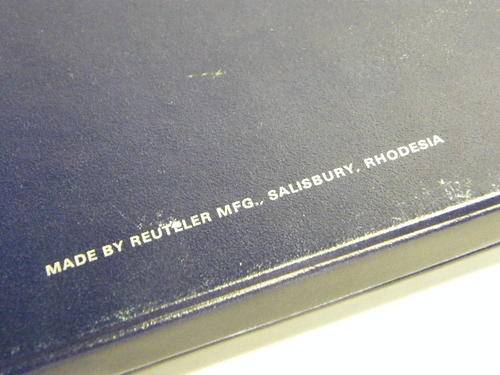 MADE BY REUTELER MFG., SALISBURY, RHODESIA